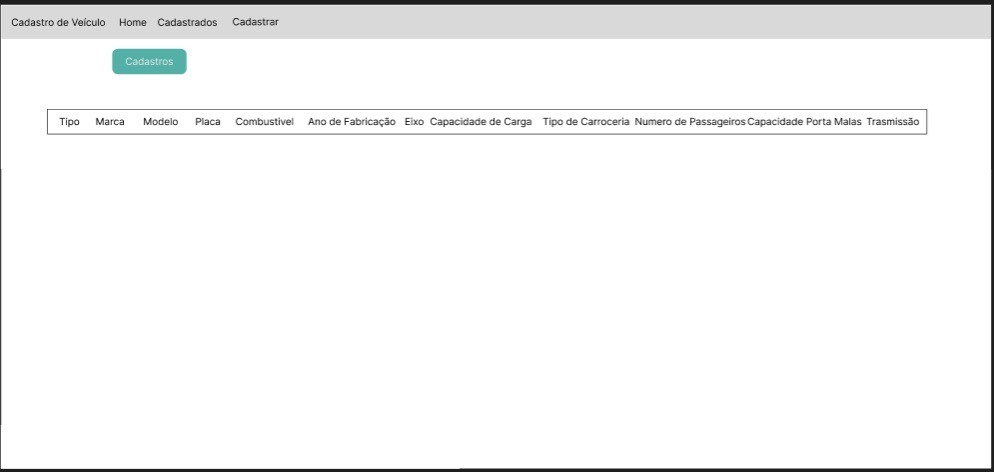 Cadastro de Veículo Home Cadastrados Cadastrar
Cadastros
Tipo Marca Modelo Placa Combustivel Ano de Fabricação Eixo Capacidade de Carga Tipo de Carroceria Numero de Passageiros Capacidade Porta Malas Trasmissão